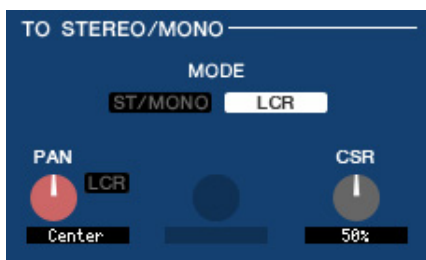 TO STEREO/MONO
MODE
ST/MONO LCR
PAN CSR
LCR
Center 50%